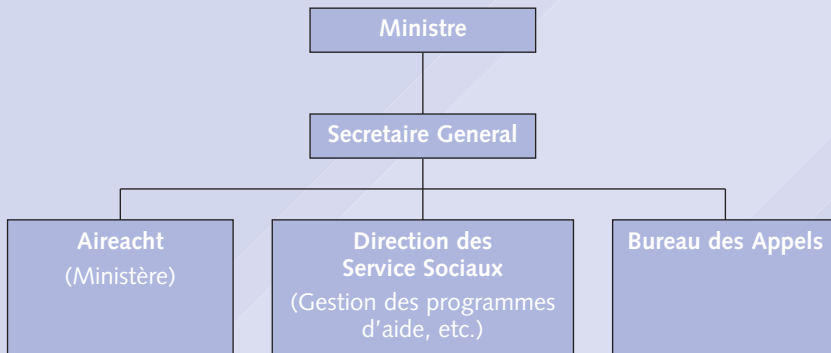 Ministre
Secretaire General
Aireacht
(Ministère)
Direction des
Service Sociaux
(Gestion des programmes
d'aide, etc.)
Bureau des Appels